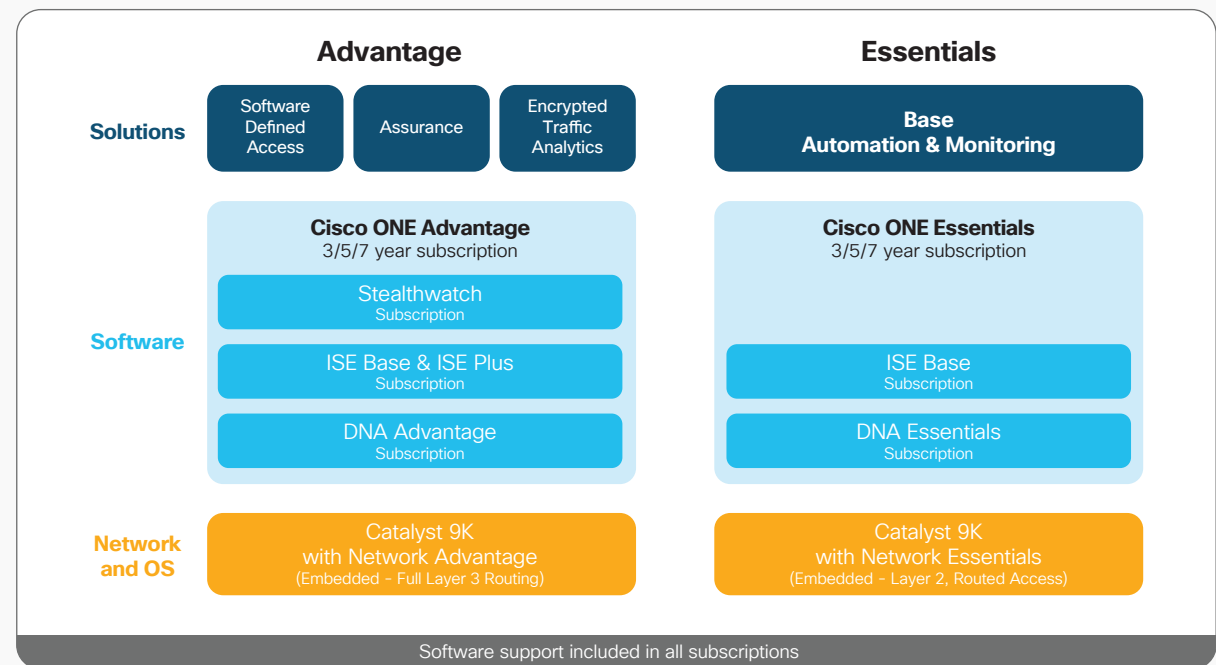 Advantage
Essentials
Solutions
Software
Defined
Access
Assurance
Encrypted
Traffic
Analytics
Base
Automation & Monitoring
Software
Cisco ONE Advantage
3/5/7 year subscription
Stealthwatch
Subscription
ISE Base & ISE Plus
Subscription
DNA Advantage
Subscription
Cisco ONE Essentials
3/5/7 year subscription
ISE Base
Subscription
DNA Essentials
Subscription
Network
and OS
Catalyst 9K
with Network Advantage
(Embedded - Full Layer 3 Routing)
Catalyst 9K
with Network Essentials
(Embedded - Layer 2, Routed Access)
Software support included in all subscriptions